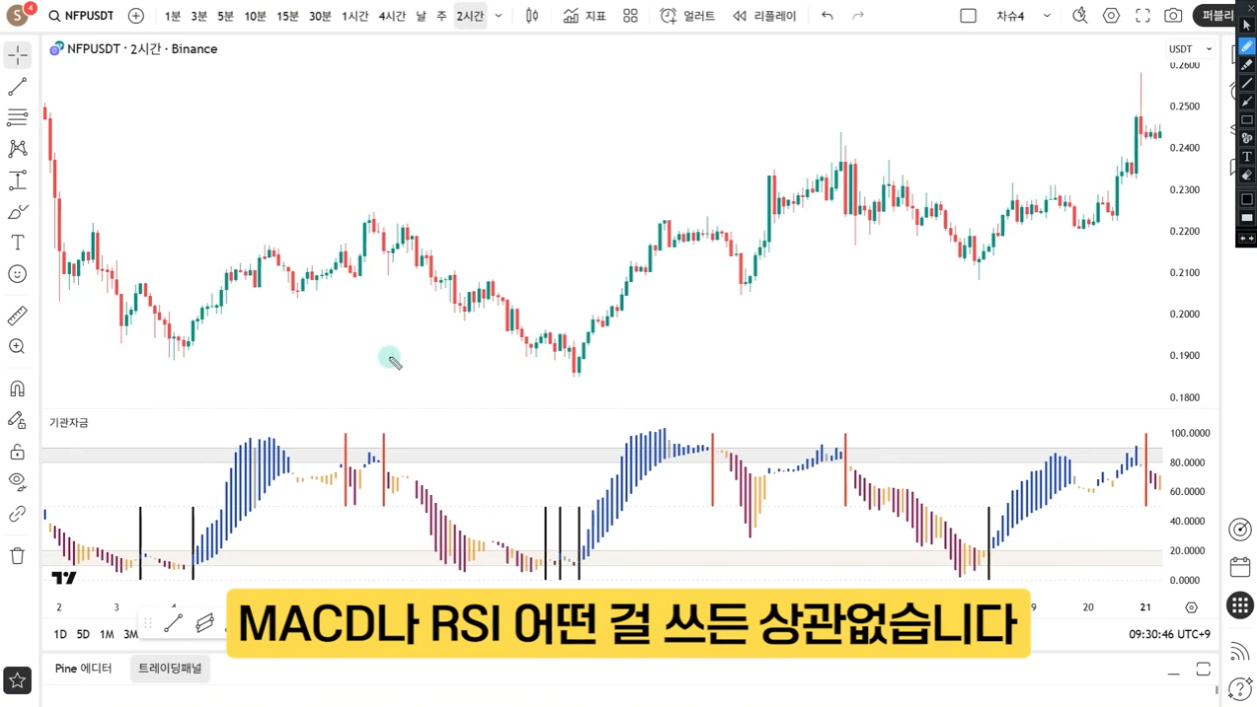 S 4 NFPUSDT 1분 3분 5분 10분 15분 30분 1시간 4시간 날 주 2시간 지표 얼러트 리플레이 차슈4 퍼블리
NFPUSDT · 2시간 · Binance
USDT
0.2600
0.2500
0.2400
0.2300
0.2200
0.2100
0.2000
0.1900
0.1800
기관자금
100.0000
80.0000
60.0000
40.0000
20.0000
0.0000
2 3 20 21
1D 5D 1M 3M
09:30:46 UTC+9
MACD나 RSI 어떤 걸 쓰든 상관없습니다
Pine 에디터 트레이딩패널